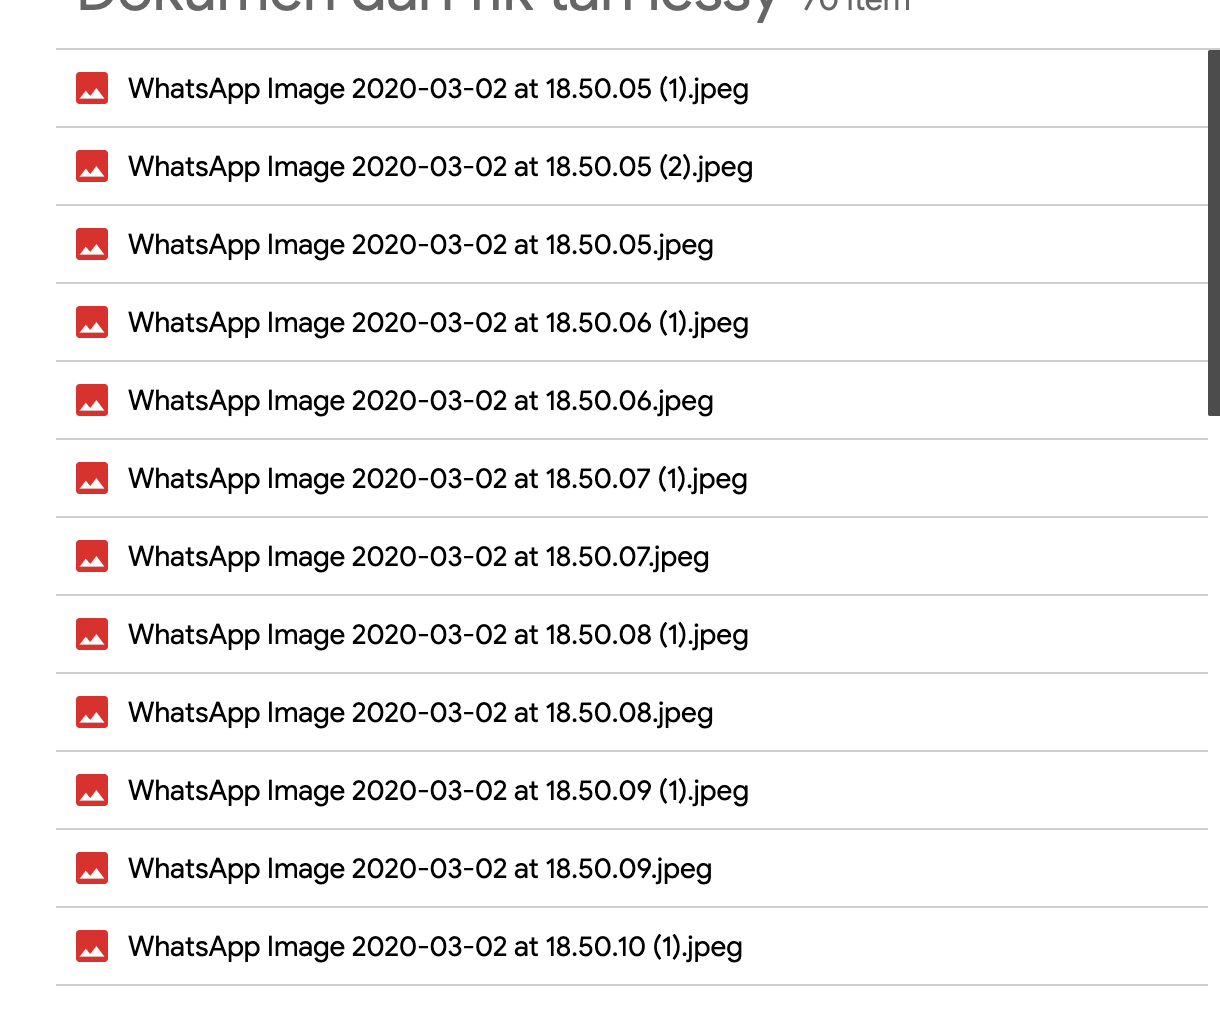 Dokumen dari 70 item
WhatsApp Image 2020-03-02 at 18.50.05 (1).jpeg
WhatsApp Image 2020-03-02 at 18.50.05 (2).jpeg
WhatsApp Image 2020-03-02 at 18.50.05.jpeg
WhatsApp Image 2020-03-02 at 18.50.06 (1).jpeg
WhatsApp Image 2020-03-02 at 18.50.06.jpeg
WhatsApp Image 2020-03-02 at 18.50.07 (1).jpeg
WhatsApp Image 2020-03-02 at 18.50.07.jpeg
WhatsApp Image 2020-03-02 at 18.50.08 (1).jpeg
WhatsApp Image 2020-03-02 at 18.50.08.jpeg
WhatsApp Image 2020-03-02 at 18.50.09 (1).jpeg
WhatsApp Image 2020-03-02 at 18.50.09.jpeg
WhatsApp Image 2020-03-02 at 18.50.10 (1).jpeg